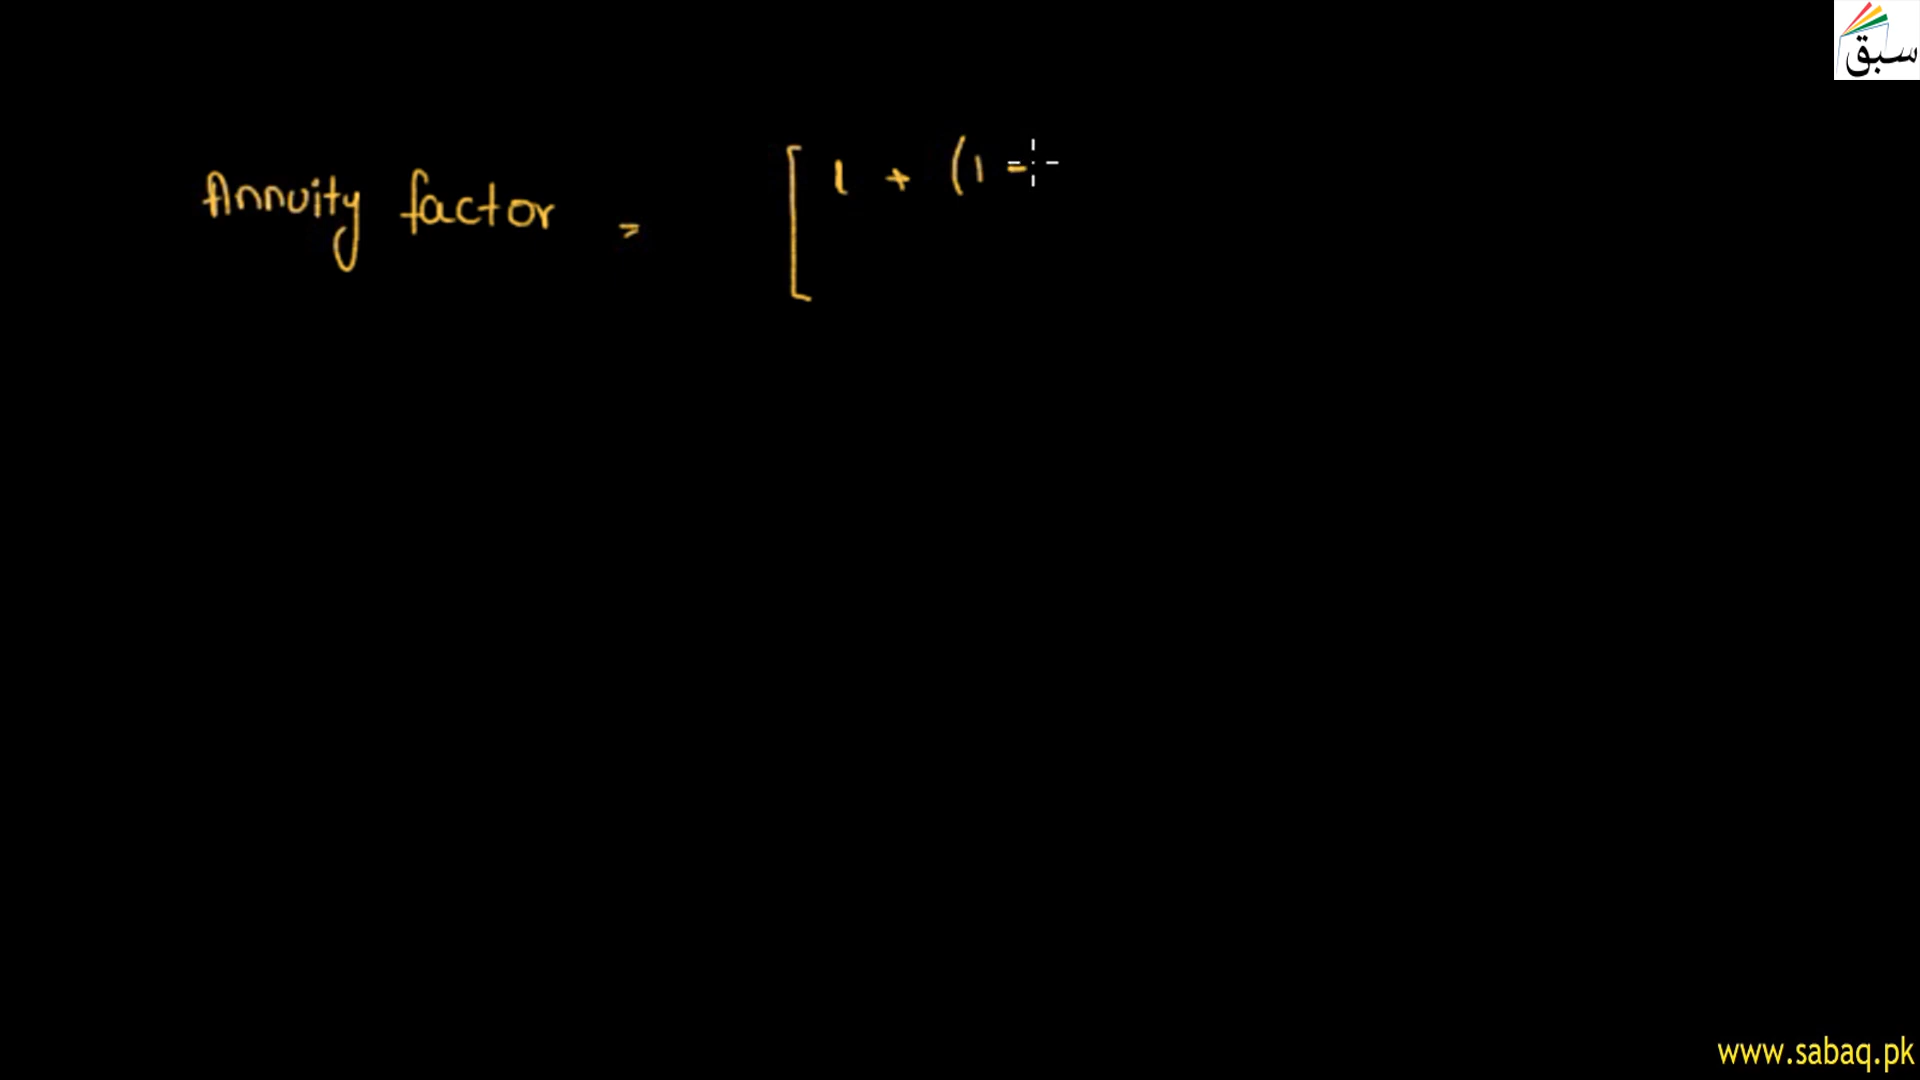 سبق
Annuity factor = [ 1 + (1 -
www.sabaq.pk